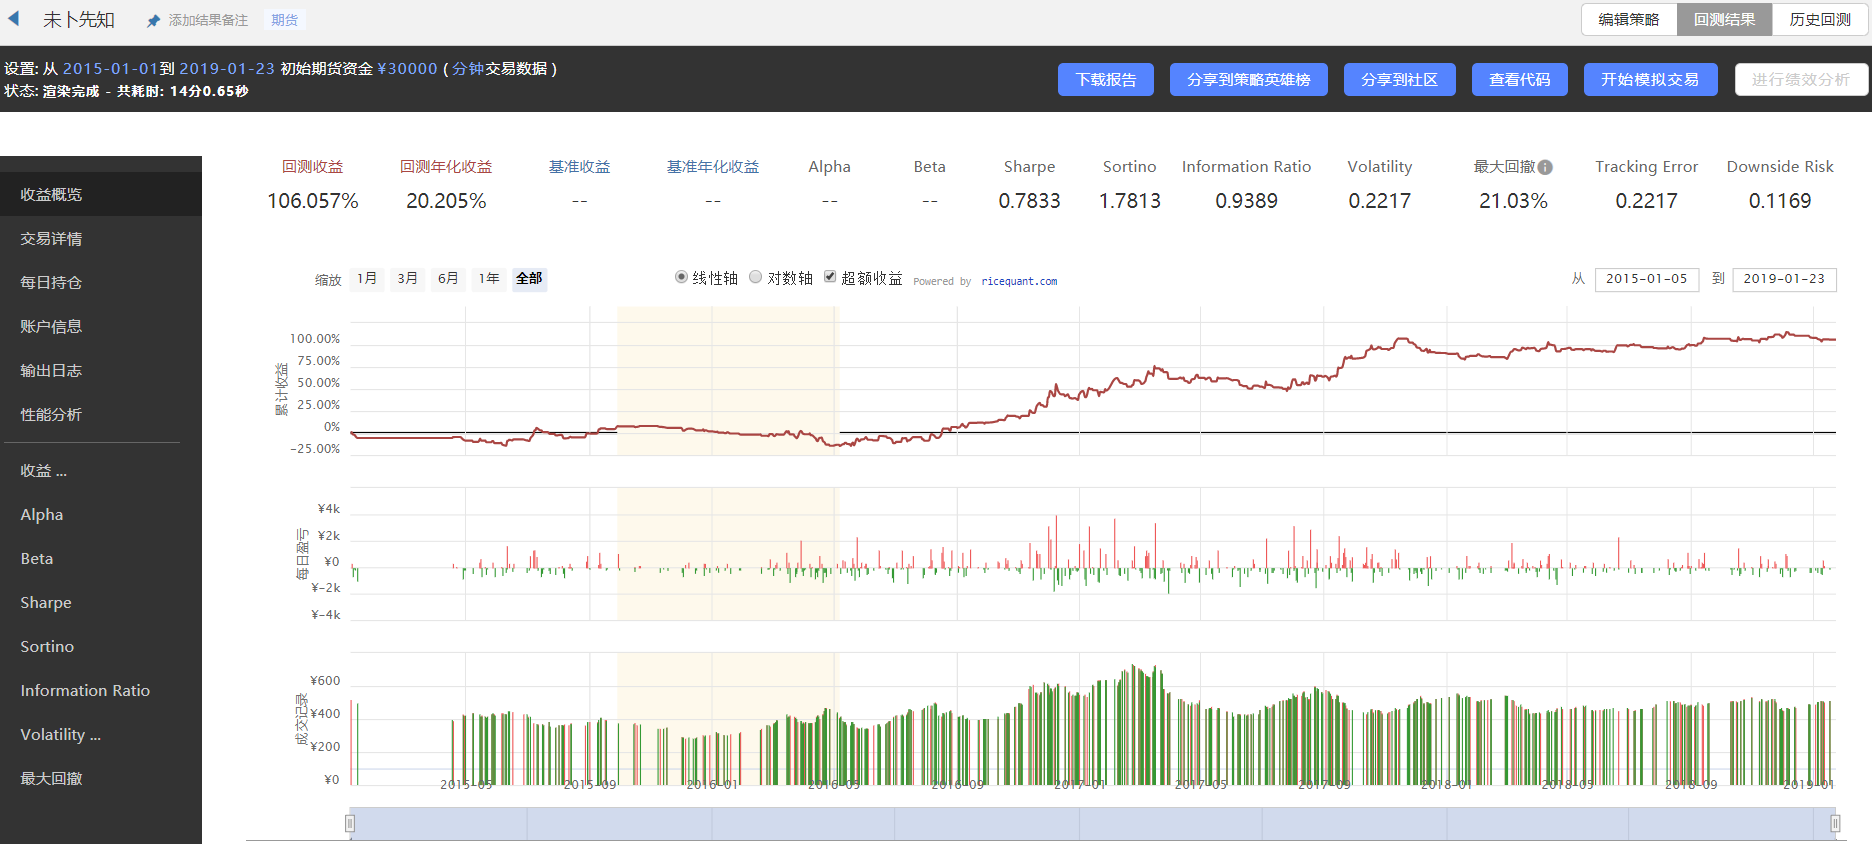 未卜先知 添加结果备注 期货 编辑策略 回测结果 历史回测
设置: 从 2015-01-01到 2019-01-23 初始期货资金 ¥30000 ( 分钟交易数据 )
状态: 渲染完成 - 共耗时: 14分0.65秒
下载报告 分享到策略英雄榜 分享到社区 查看代码 开始模拟交易 进行绩效分析
收益概览
交易详情
每日持仓
账户信息
输出日志
性能分析
收益 ...
Alpha
Beta
Sharpe
Sortino
Information Ratio
Volatility ...
最大回撤
回测收益 回测年化收益 基准收益 基准年化收益 Alpha Beta Sharpe Sortino Information Ratio Volatility 最大回撤 Tracking Error Downside Risk
106.057% 20.205% -- -- -- -- 0.7833 1.7813 0.9389 0.2217 21.03% 0.2217 0.1169
缩放 1月 3月 6月 1年 全部 线性轴 对数轴 超额收益 Powered by ricequant.com 从 2015-01-05 到 2019-01-23
累计收益
100.00%
75.00%
50.00%
25.00%
0%
-25.00%
每日盈亏
¥4k
¥2k
¥0
¥-2k
¥-4k
成交记录
¥600
¥400
¥200
¥0
2015-05 2015-09 2016-01 2016-05 2016-09 2017-01 2017-05 2017-09 2018-01 2018-05 2018-09 2019-01